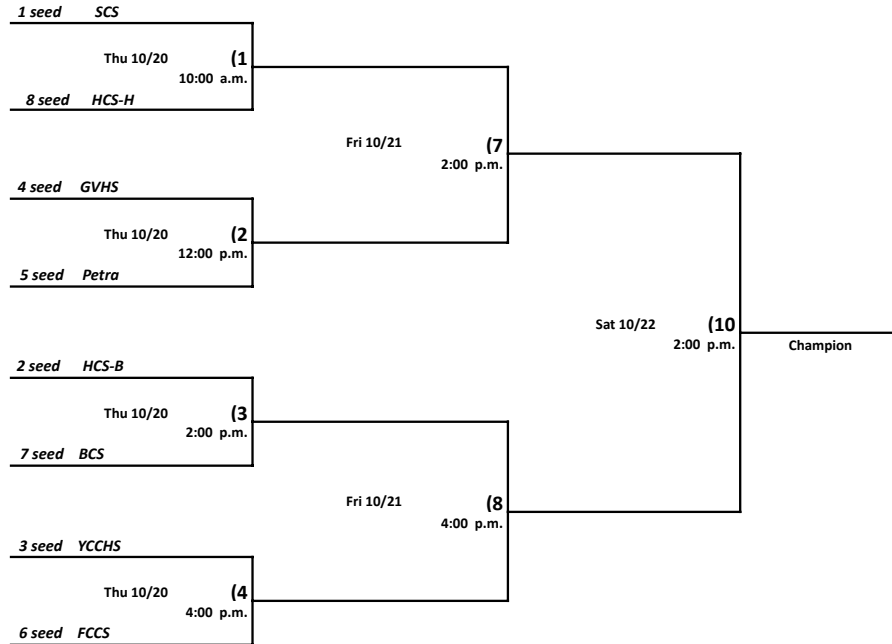 1 seed SCS
Thu 10/20 (1
10:00 a.m.
8 seed HCS-H
Fri 10/21 (7
2:00 p.m.
4 seed GVHS
Thu 10/20 (2
12:00 p.m.
5 seed Petra
Sat 10/22 (10
2:00 p.m.
Champion
2 seed HCS-B
Thu 10/20 (3
2:00 p.m.
7 seed BCS
Fri 10/21 (8
4:00 p.m.
3 seed YCCHS
Thu 10/20 (4
4:00 p.m.
6 seed FCCS